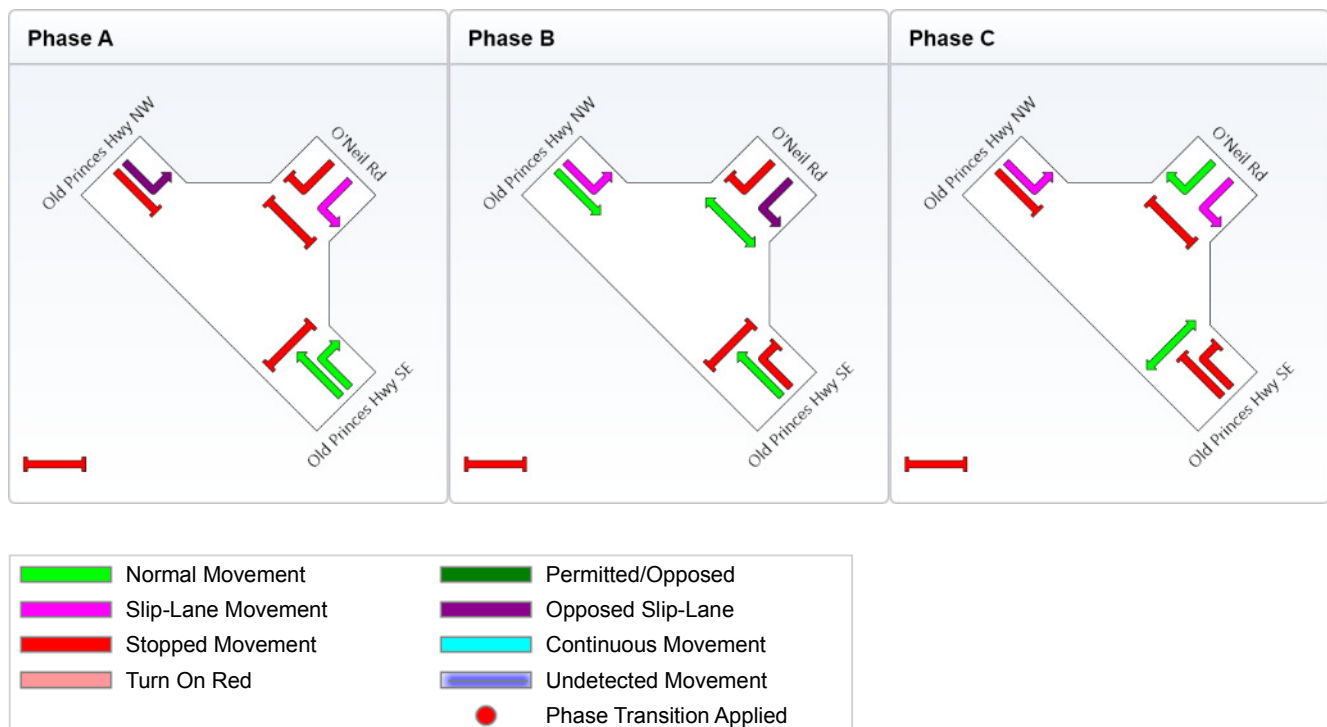 Phase A
Phase B
Phase C
Old Princes Hwy NW
O'Neil Rd
Old Princes Hwy SE
Old Princes Hwy NW
O'Neil Rd
Old Princes Hwy SE
Old Princes Hwy NW
O'Neil Rd
Old Princes Hwy SE
Normal Movement
Permitted/Opposed
Slip-Lane Movement
Opposed Slip-Lane
Stopped Movement
Continuous Movement
Turn On Red
Undetected Movement
Phase Transition Applied